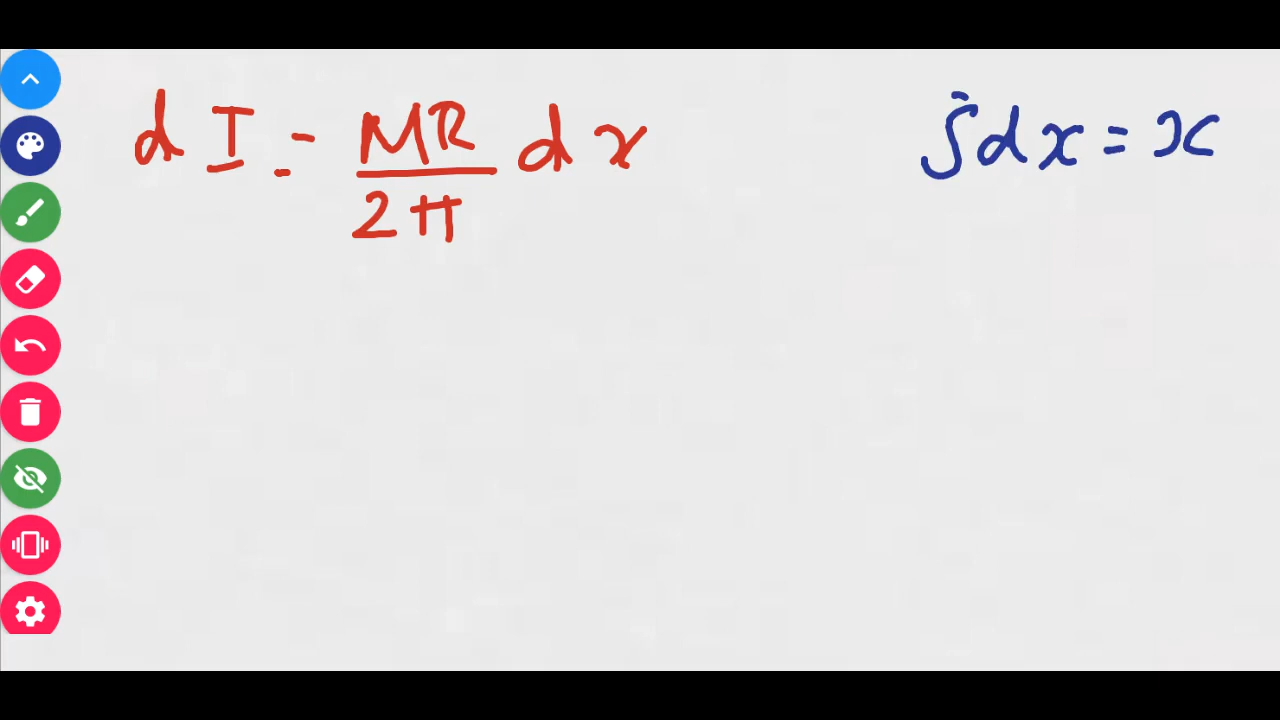 dI = MR/2π dx
∫dx = x